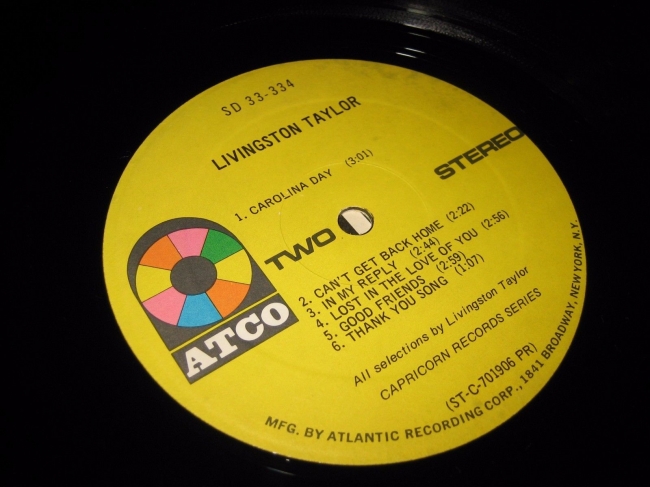 SD 33-334
LIVINGSTON TAYLOR
STEREO
1. CAROLINA DAY (3:01)
TWO
2. CAN'T GET BACK HOME (2:22)
3. IN MY REPLY (2:44)
4. LOST IN THE LOVE OF YOU (2:56)
5. GOOD FRIENDS (2:59)
6. THANK YOU SONG (1:07)
ATCO
All selections by Livingston Taylor
CAPRICORN RECORDS SERIES
(ST-C-701906 PR)
MFG. BY ATLANTIC RECORDING CORP., 1841 BROADWAY, NEW YORK, N.Y.